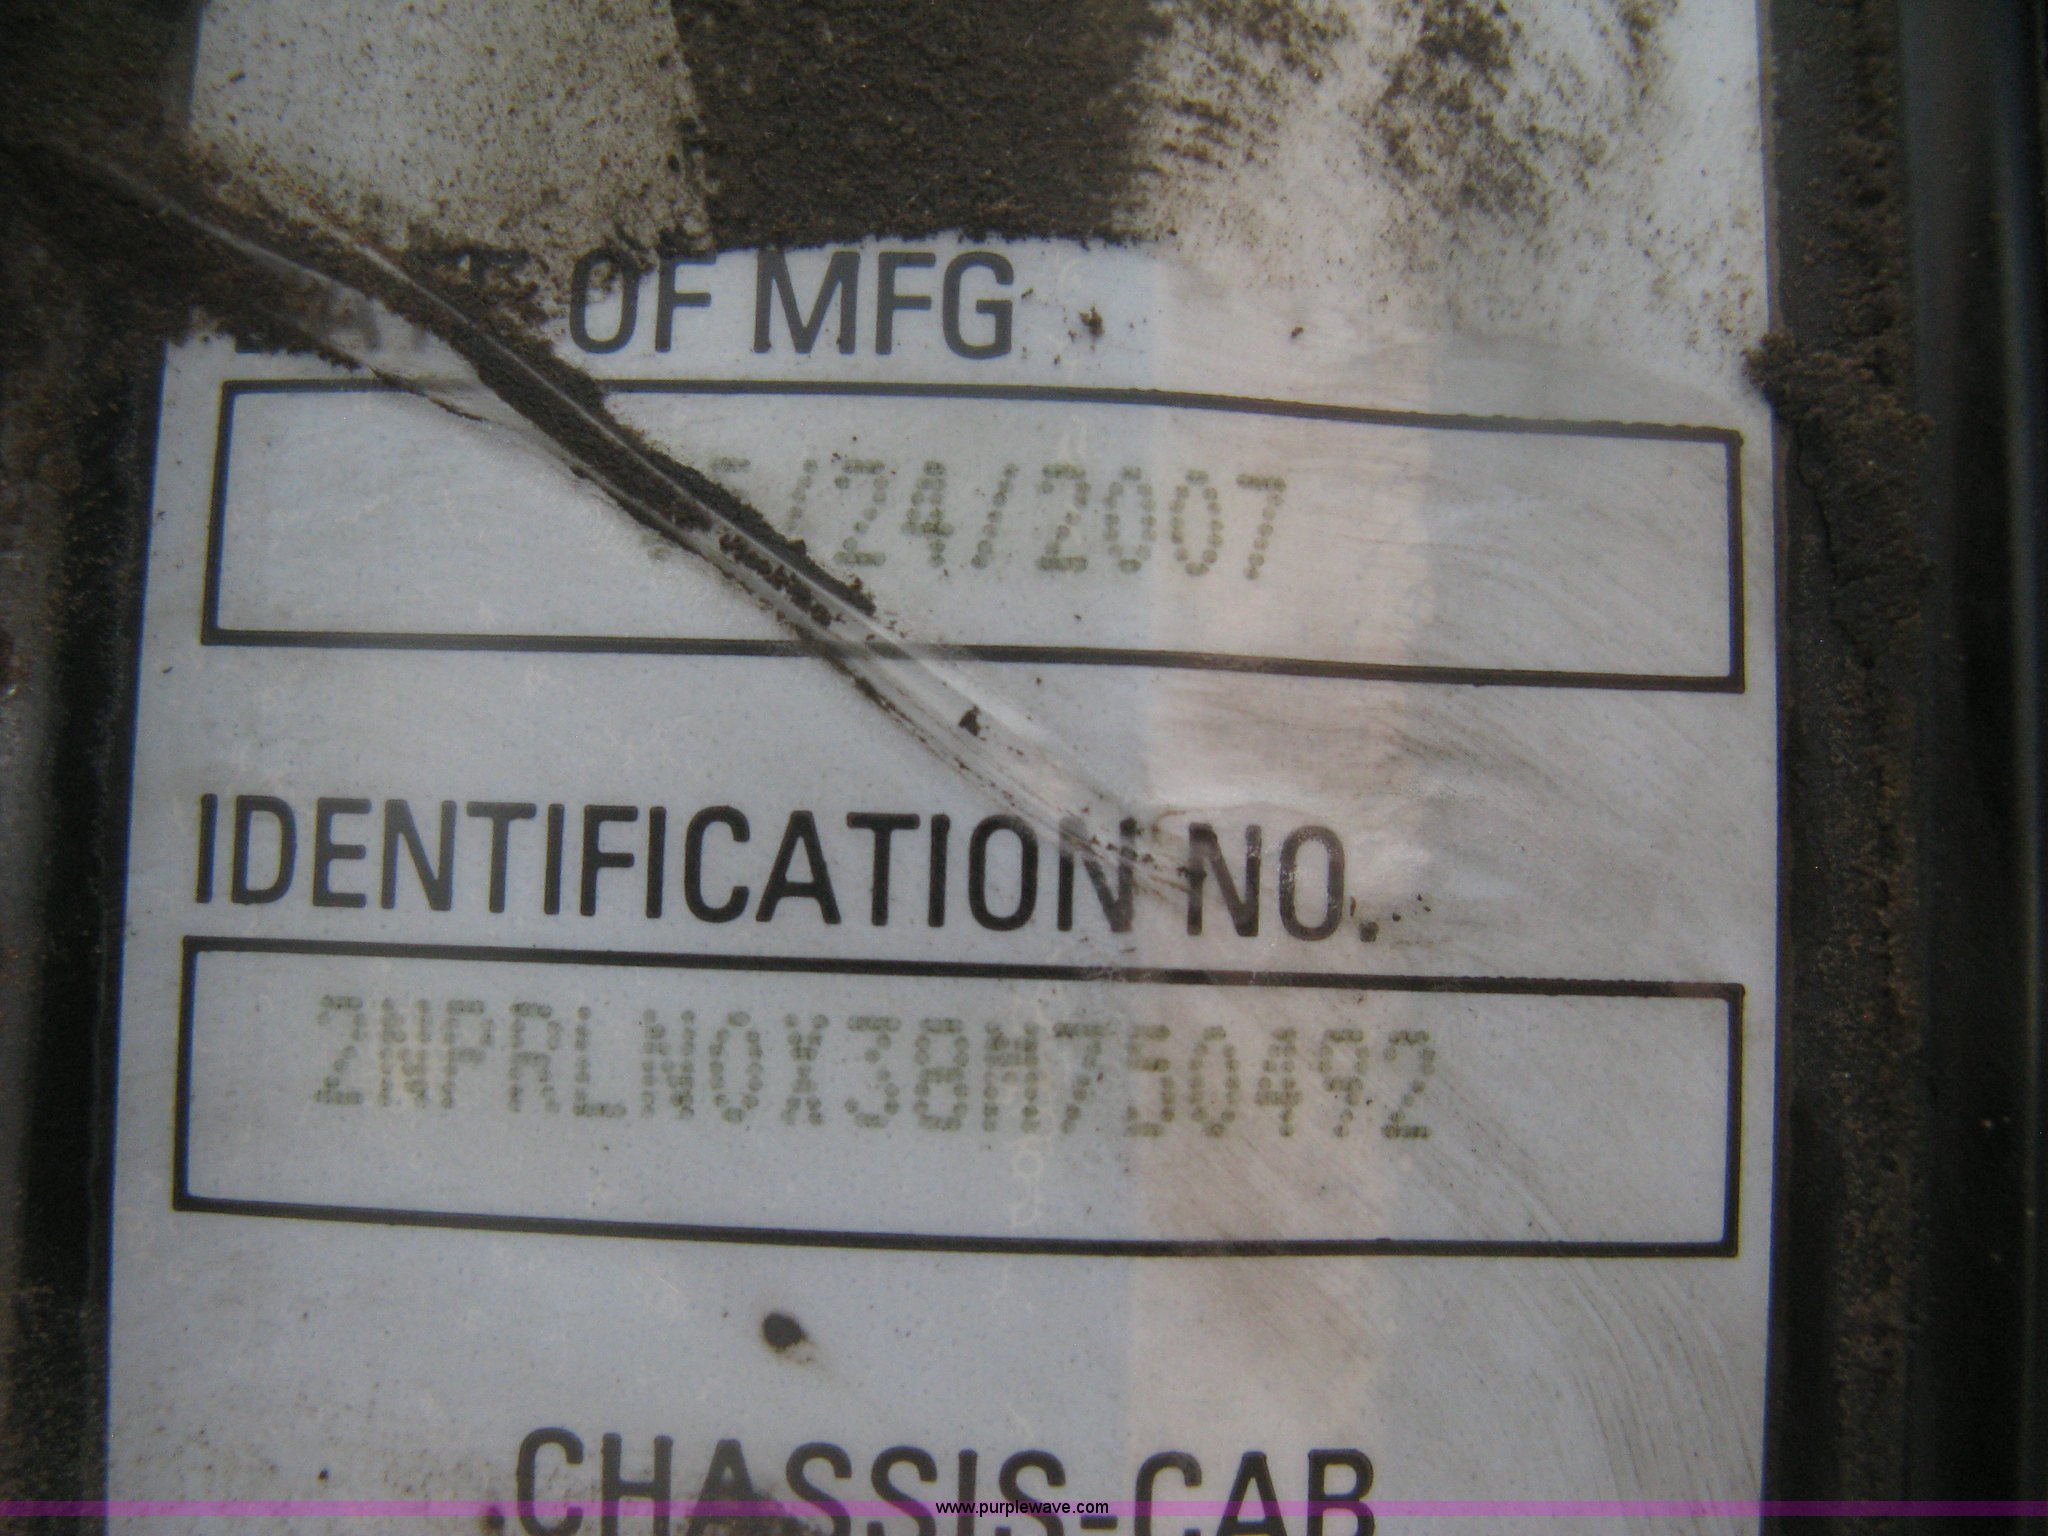 OF MFG
/24/2007
IDENTIFICATION NO.
2NPRLN0X38M750492
CHASSIS-CAB
www.purplewave.com